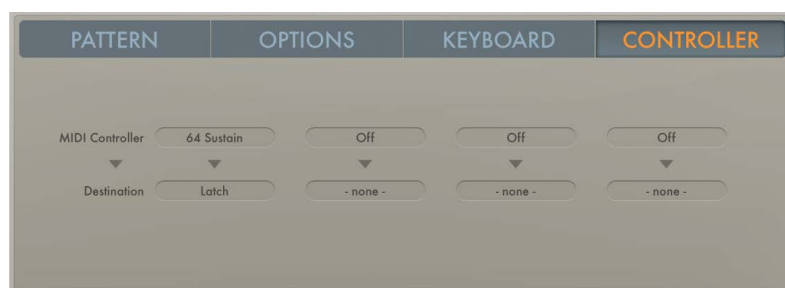 PATTERN OPTIONS KEYBOARD CONTROLLER
MIDI Controller 64 Sustain Off Off Off
Destination Latch - none - - none - - none -